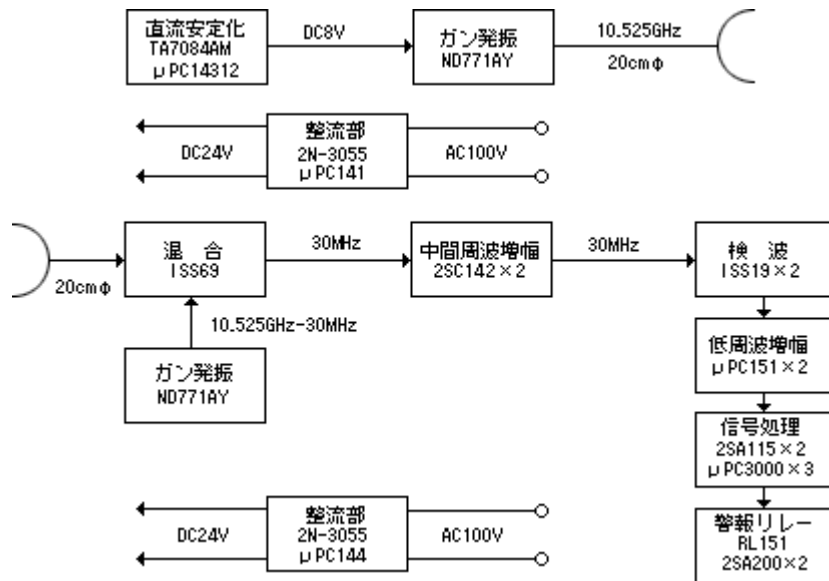 直流安定化
TA7084AM
μPC14312
DC8V
ガン発振
ND771AY
10.525GHz
20cmφ
DC24V
整流部
2N-3055
μPC141
AC100V
20cmφ
混　合
ISS69
30MHz
中間周波増幅
2SC142×2
30MHz
検　波
ISS19×2
10.525GHz-30MHz
ガン発振
ND771AY
低周波増幅
μPC151×2
信号処理
2SA115×2
μPC3000×3
DC24V
整流部
2N-3055
μPC144
AC100V
警報リレー
RL151
2SA200×2